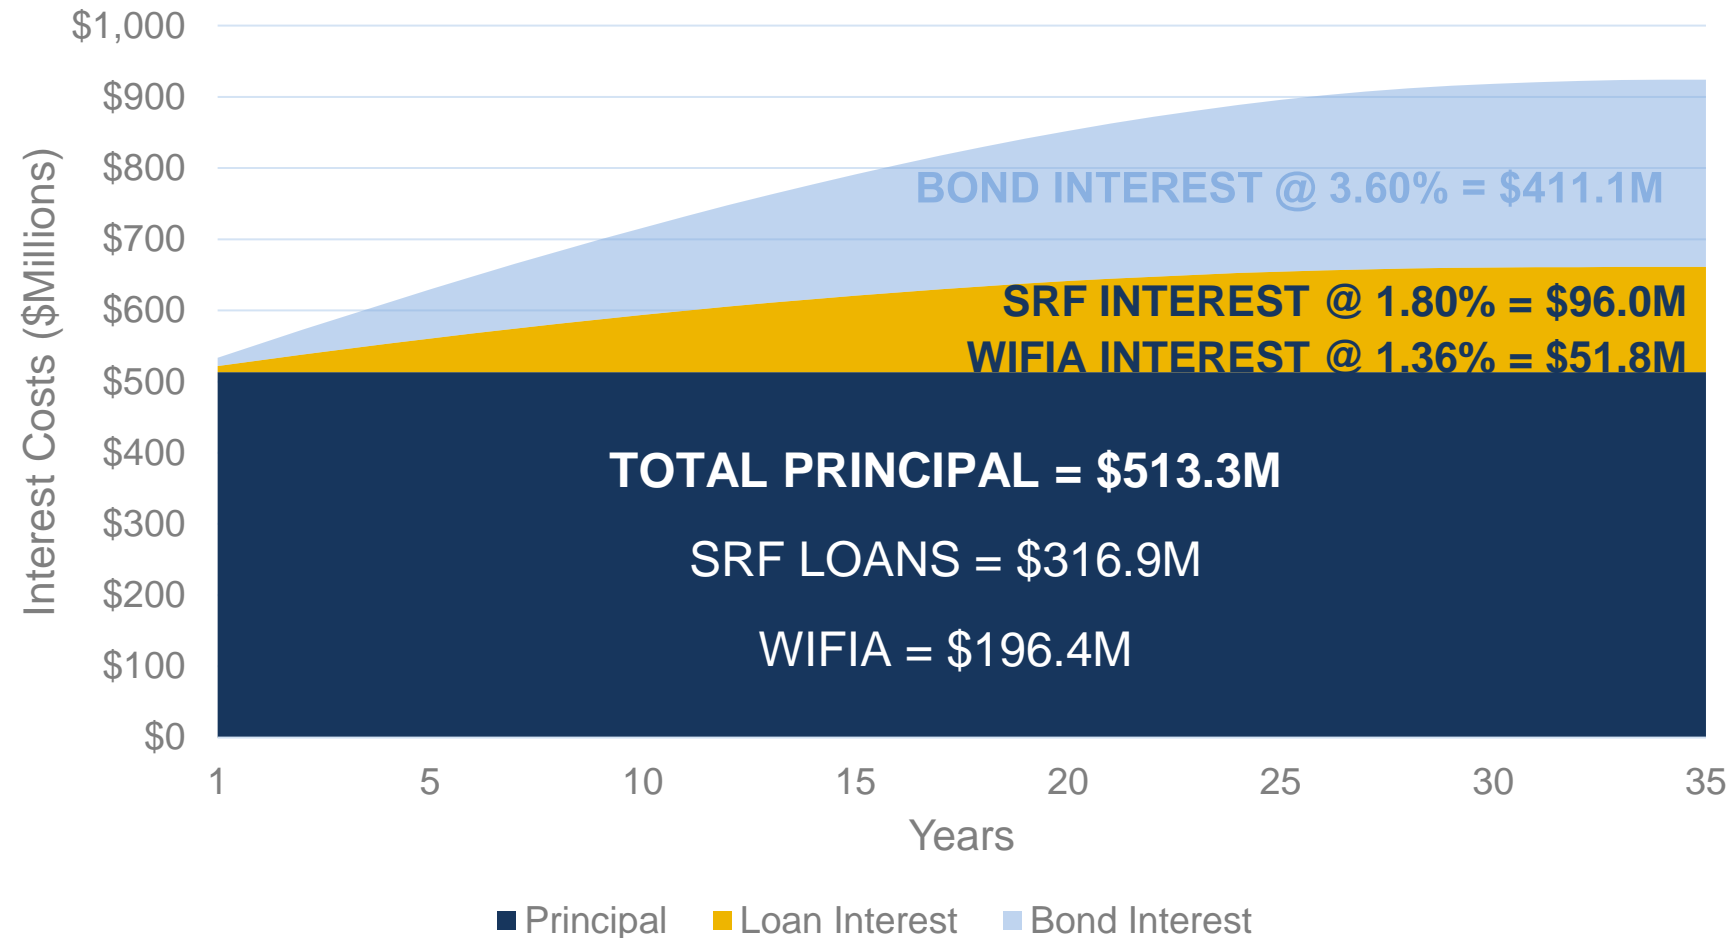 $1,000
$900
$800
$700
$600
$500
$400
$300
$200
$100
$0
Interest Costs ($Millions)
BOND INTEREST @ 3.60% = $411.1M
SRF INTEREST @ 1.80% = $96.0M
WIFIA INTEREST @ 1.36% = $51.8M
TOTAL PRINCIPAL = $513.3M
SRF LOANS = $316.9M
WIFIA = $196.4M
1 5 10 15 20 25 30 35
Years
Principal Loan Interest Bond Interest